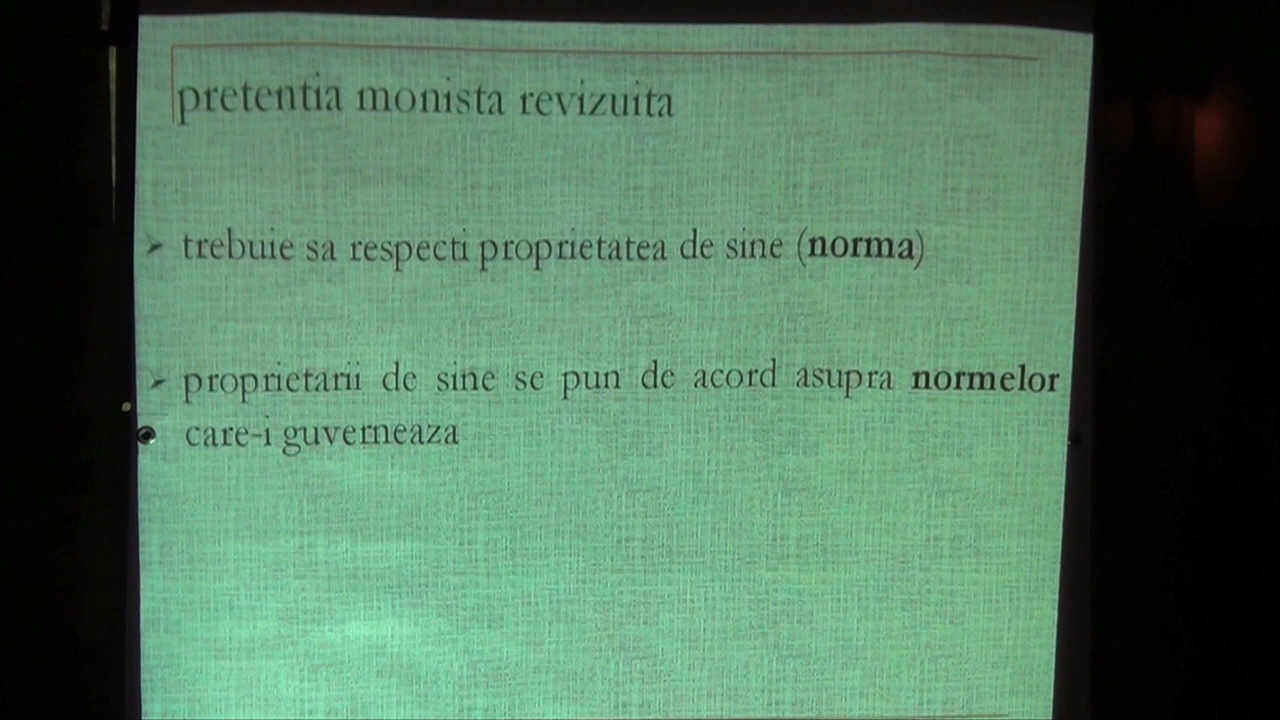 pretentia monista revizuita
trebuie sa respecti proprietatea de sine (norma)
proprietarii de sine se pun de acord asupra normelor
care-i guverneaza